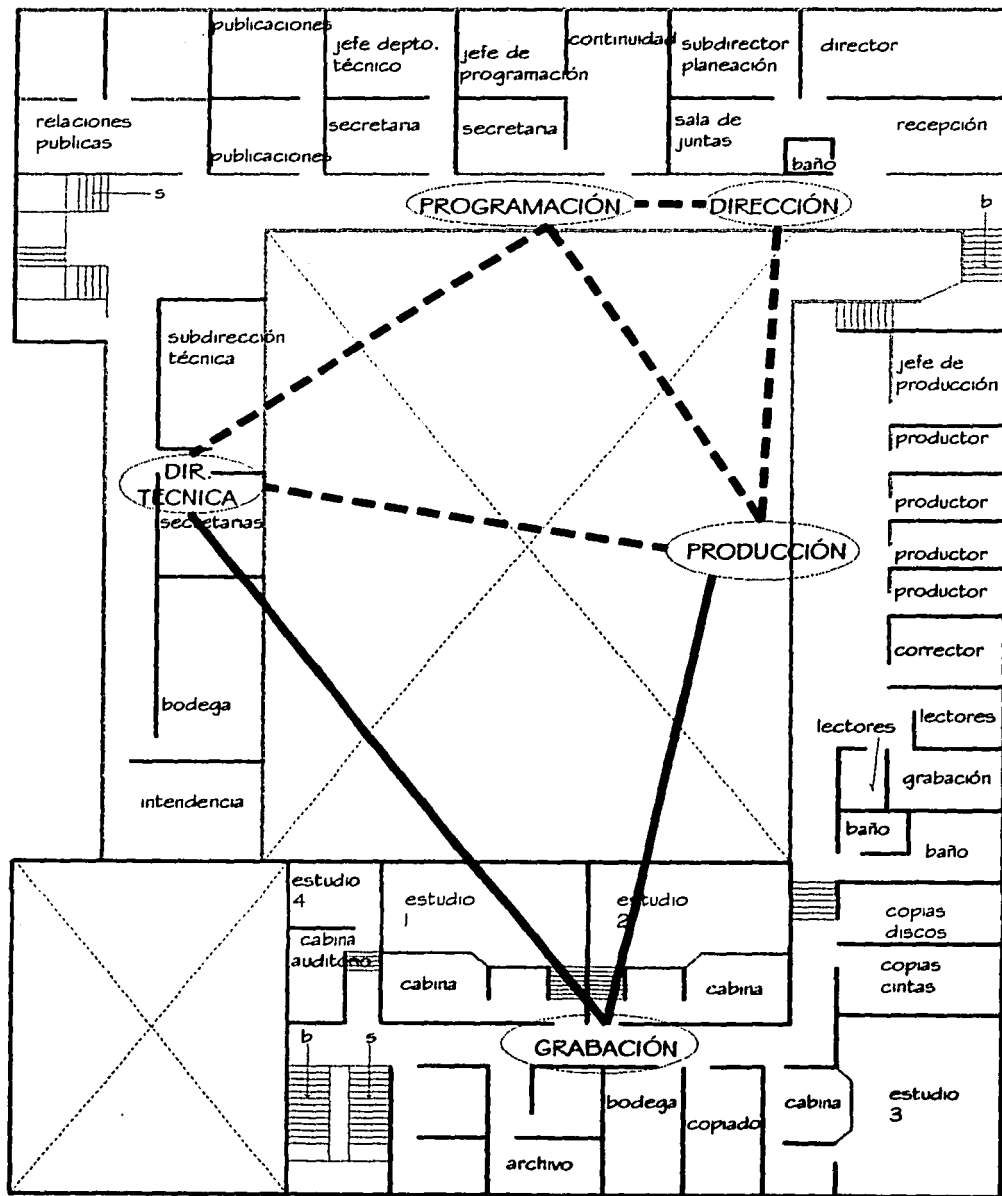 publicaciones
jefe depto.
técnico
jefe de
programación
continuidad
subdirector
planeación
director
relaciones
publicas
publicaciones
secretaria
secretaria
sala de
juntas
baño
recepción
s
PROGRAMACIÓN
DIRECCIÓN
b
subdirección
técnica
jefe de
producción
productor
DIR.
TÉCNICA
secretarias
productor
PRODUCCIÓN
productor
productor
corrector
bodega
lectores
lectores
grabación
intendencia
baño
baño
estudio
4
estudio
1
estudio
2
copias
discos
cabina
auditorio
cabina
cabina
copias
cintas
b
s
GRABACIÓN
bodega
copiado
cabina
estudio
3
archivo